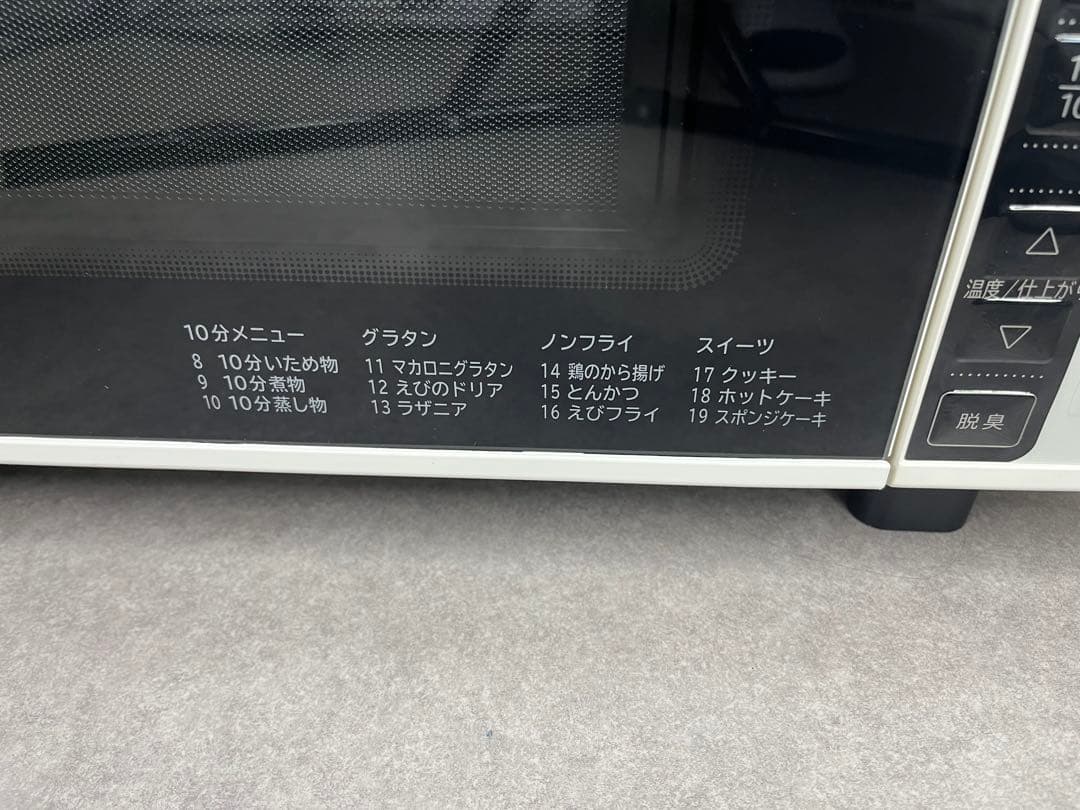 10分メニュー
8 10分いため物
9 10分煮物
10 10分蒸し物
グラタン
11 マカロニグラタン
12 えびのドリア
13 ラザニア
ノンフライ
14 鶏のから揚げ
15 とんかつ
16 えびフライ
スイーツ
17 クッキー
18 ホットケーキ
19 スポンジケーキ
10
△
温度/仕上がり
▽
脱臭